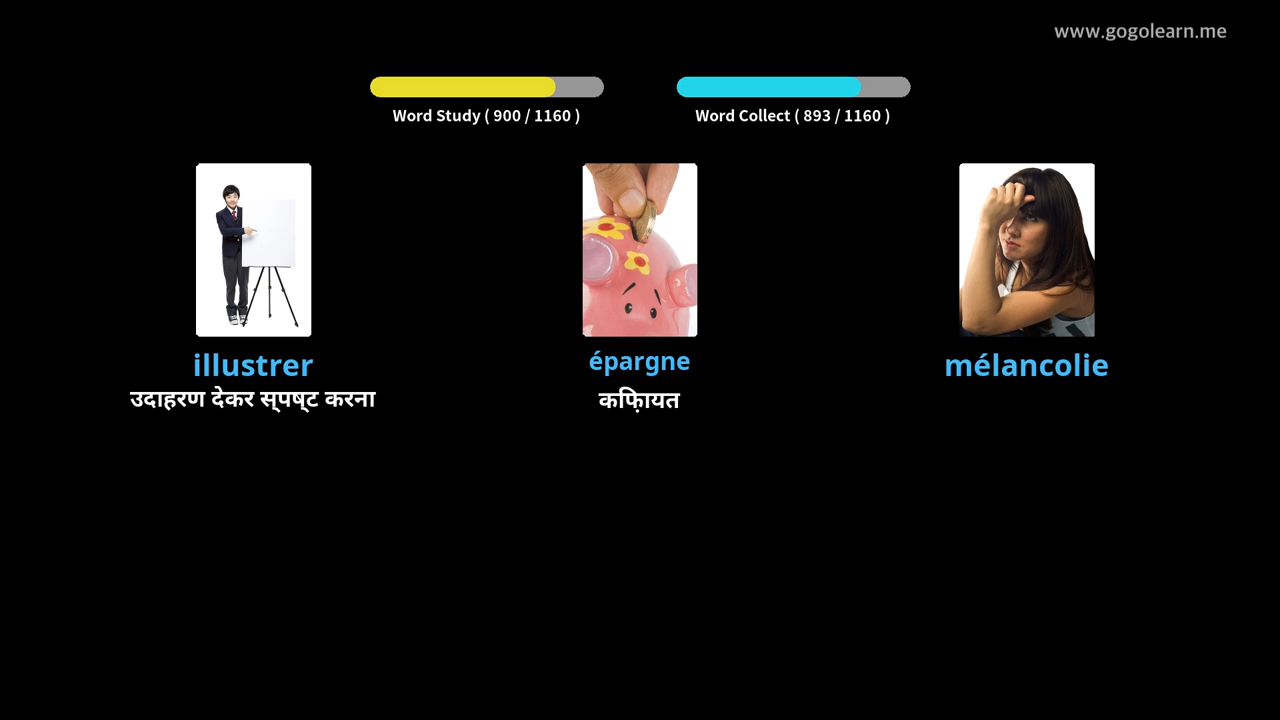 www.gogolearn.me
Word Study ( 900 / 1160 )
Word Collect ( 893 / 1160 )
illustrer
épargne
mélancolie
उदाहरण देकर स्पष्ट करना
कफ़ियत